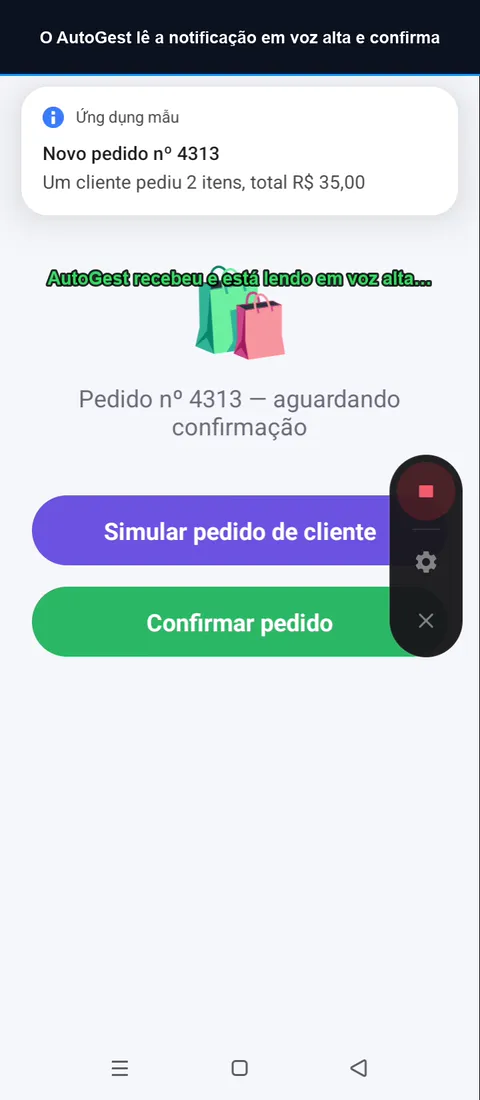 O AutoGest lê a notificação em voz alta e confirma
Ứng dụng mẫu
Novo pedido nº 4313
Um cliente pediu 2 itens, total R$ 35,00
AutoGest recebeu e está lendo em voz alta...
Pedido nº 4313 — aguardando
confirmação
Simular pedido de cliente
Confirmar pedido